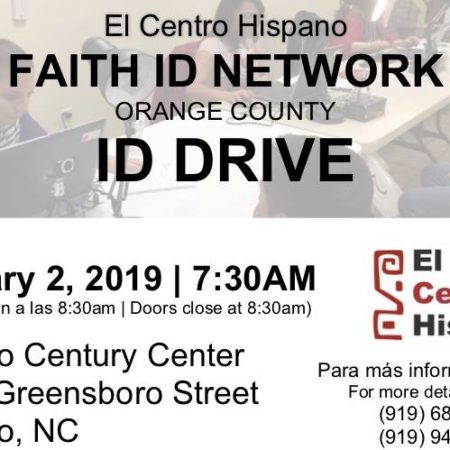 El Centro Hispano
FAITH ID NETWORK
ORANGE COUNTY
ID DRIVE
ary 2, 2019 | 7:30AM
n a las 8:30am | Doors close at 8:30am)
o Century Center
Greensboro Street
o, NC
El
Ce
His
Para más inform
For more deta
(919) 68
(919) 94